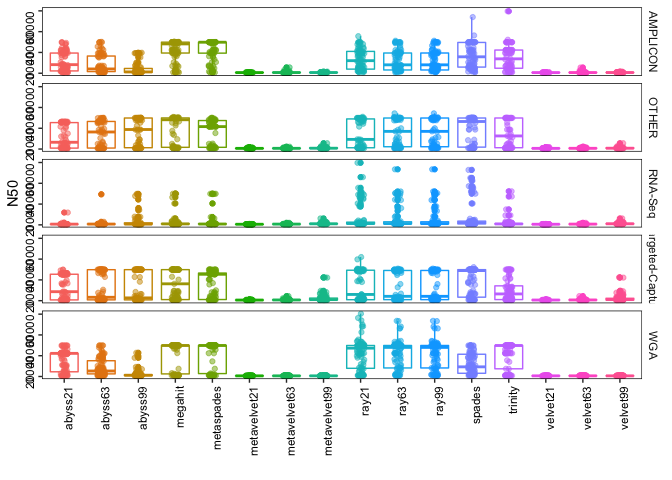 N50
AMPLICON
OTHER
RNA-Seq
rgeted-Captu
WGA
abyss21
abyss63
abyss99
megahit
metaspades
metavelvet21
metavelvet63
metavelvet99
ray21
ray63
ray99
spades
trinity
velvet21
velvet63
velvet99